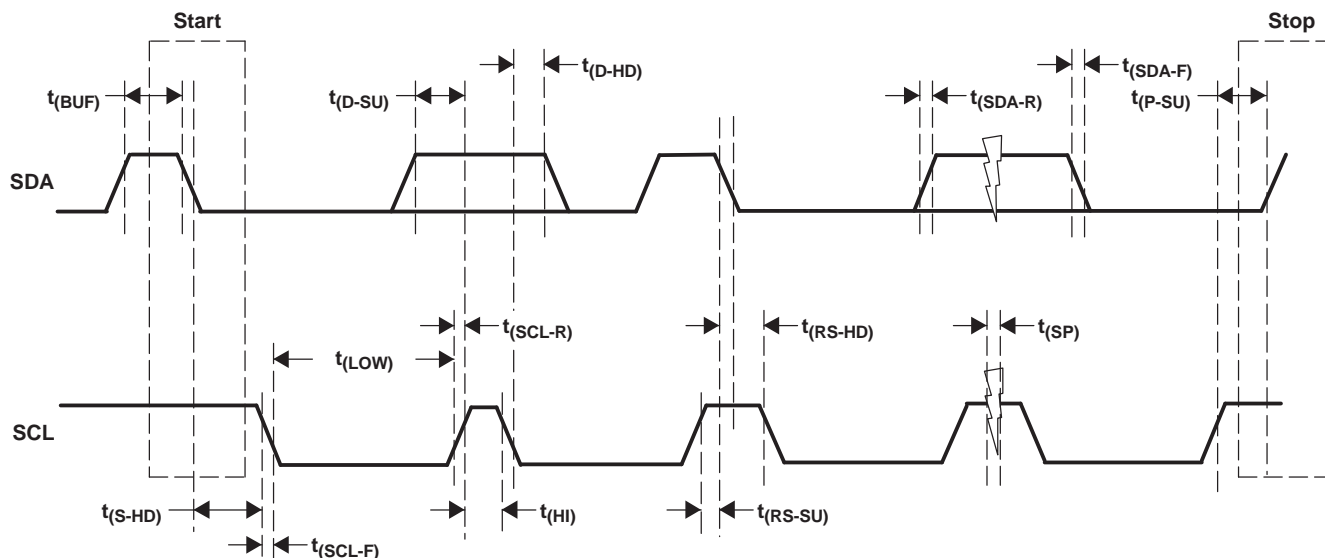 Start
Stop
t(D-HD)
t(SDA-F)
t(BUF)
t(D-SU)
t(SDA-R)
t(P-SU)
SDA
t(SCL-R)
t(RS-HD)
t(SP)
t(LOW)
SCL
t(S-HD)
t(HI)
t(RS-SU)
t(SCL-F)